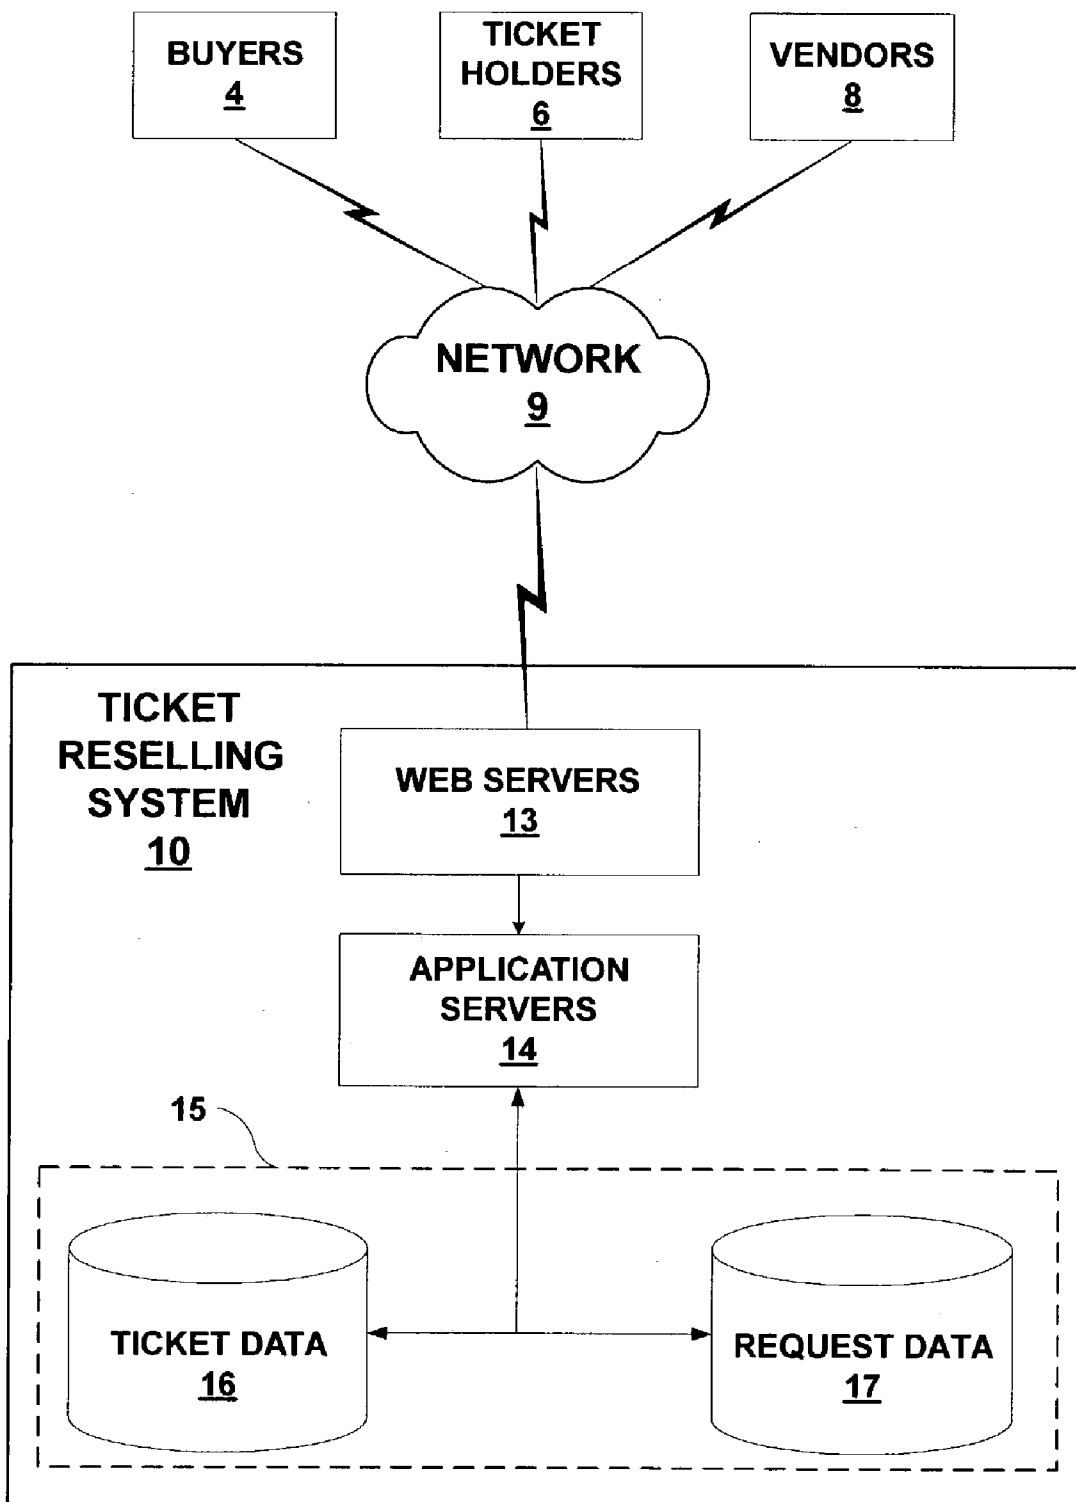 BUYERS
4
TICKET
HOLDERS
6
VENDORS
8
NETWORK
9
TICKET
RESELLING
SYSTEM
10
WEB SERVERS
13
APPLICATION
SERVERS
14
15
TICKET DATA
16
REQUEST DATA
17